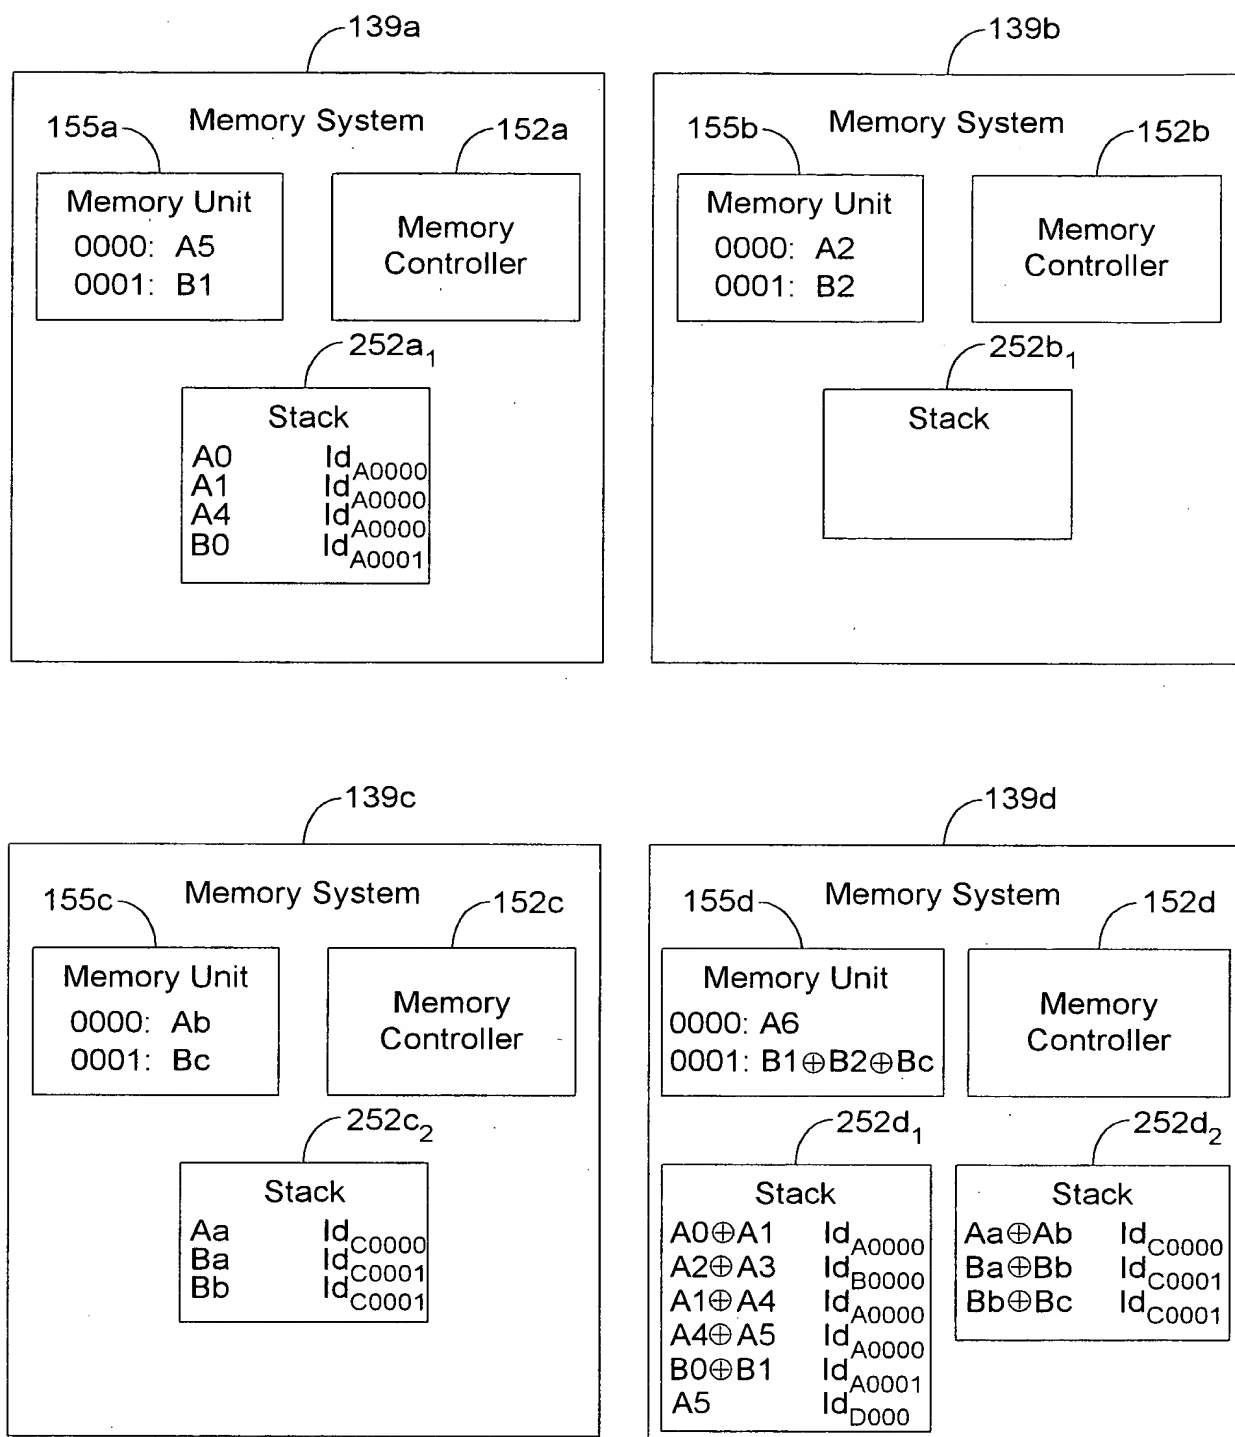 139a
Memory System
155a
152a
Memory Unit
0000: A5
0001: B1
Memory
Controller
252a1
Stack
A0 IdA0000
A1 IdA0000
A4 IdA0000
B0 IdA0001
139b
Memory System
155b
152b
Memory Unit
0000: A2
0001: B2
Memory
Controller
252b1
Stack
139c
Memory System
155c
152c
Memory Unit
0000: Ab
0001: Bc
Memory
Controller
252c2
Stack
Aa IdC0000
Ba IdC0001
Bb IdC0001
139d
Memory System
155d
152d
Memory Unit
0000: A6
0001: B1⊕B2⊕Bc
Memory
Controller
252d1
Stack
A0⊕A1 IdA0000
A2⊕A3 IdB0000
A1⊕A4 IdA0000
A4⊕A5 IdA0000
B0⊕B1 IdA0001
A5 IdD000
252d2
Stack
Aa⊕Ab IdC0000
Ba⊕Bb IdC0001
Bb⊕Bc IdC0001